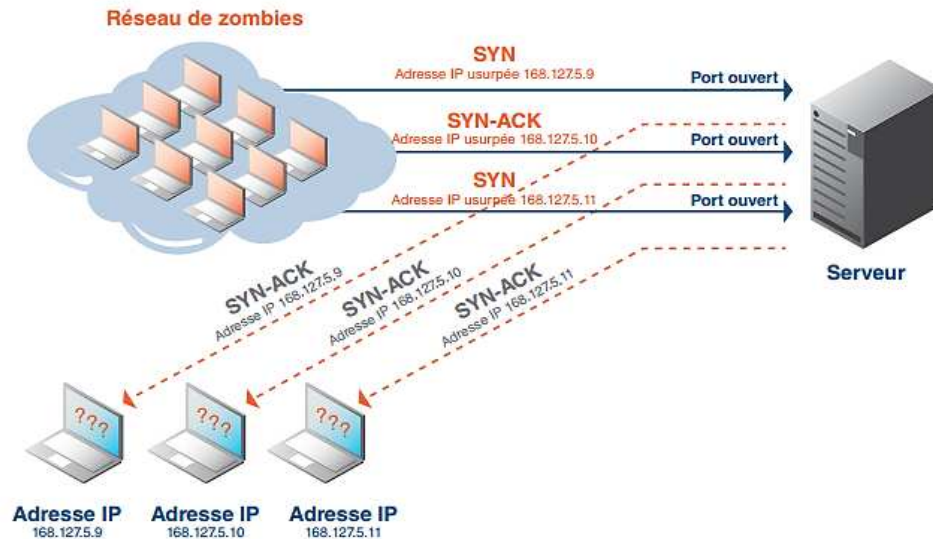 Réseau de zombies
SYN
Adresse IP usurpée 168.127.5.9
Port ouvert
SYN-ACK
Adresse IP usurpée 168.127.5.10
Port ouvert
SYN
Adresse IP usurpée 168.127.5.11
Port ouvert
Serveur
SYN-ACK
Adresse IP 168.127.5.9
SYN-ACK
Adresse IP 168.127.5.10
SYN-ACK
Adresse IP 168.127.5.11
???
???
???
Adresse IP
168.127.5.9
Adresse IP
168.127.5.10
Adresse IP
168.127.5.11